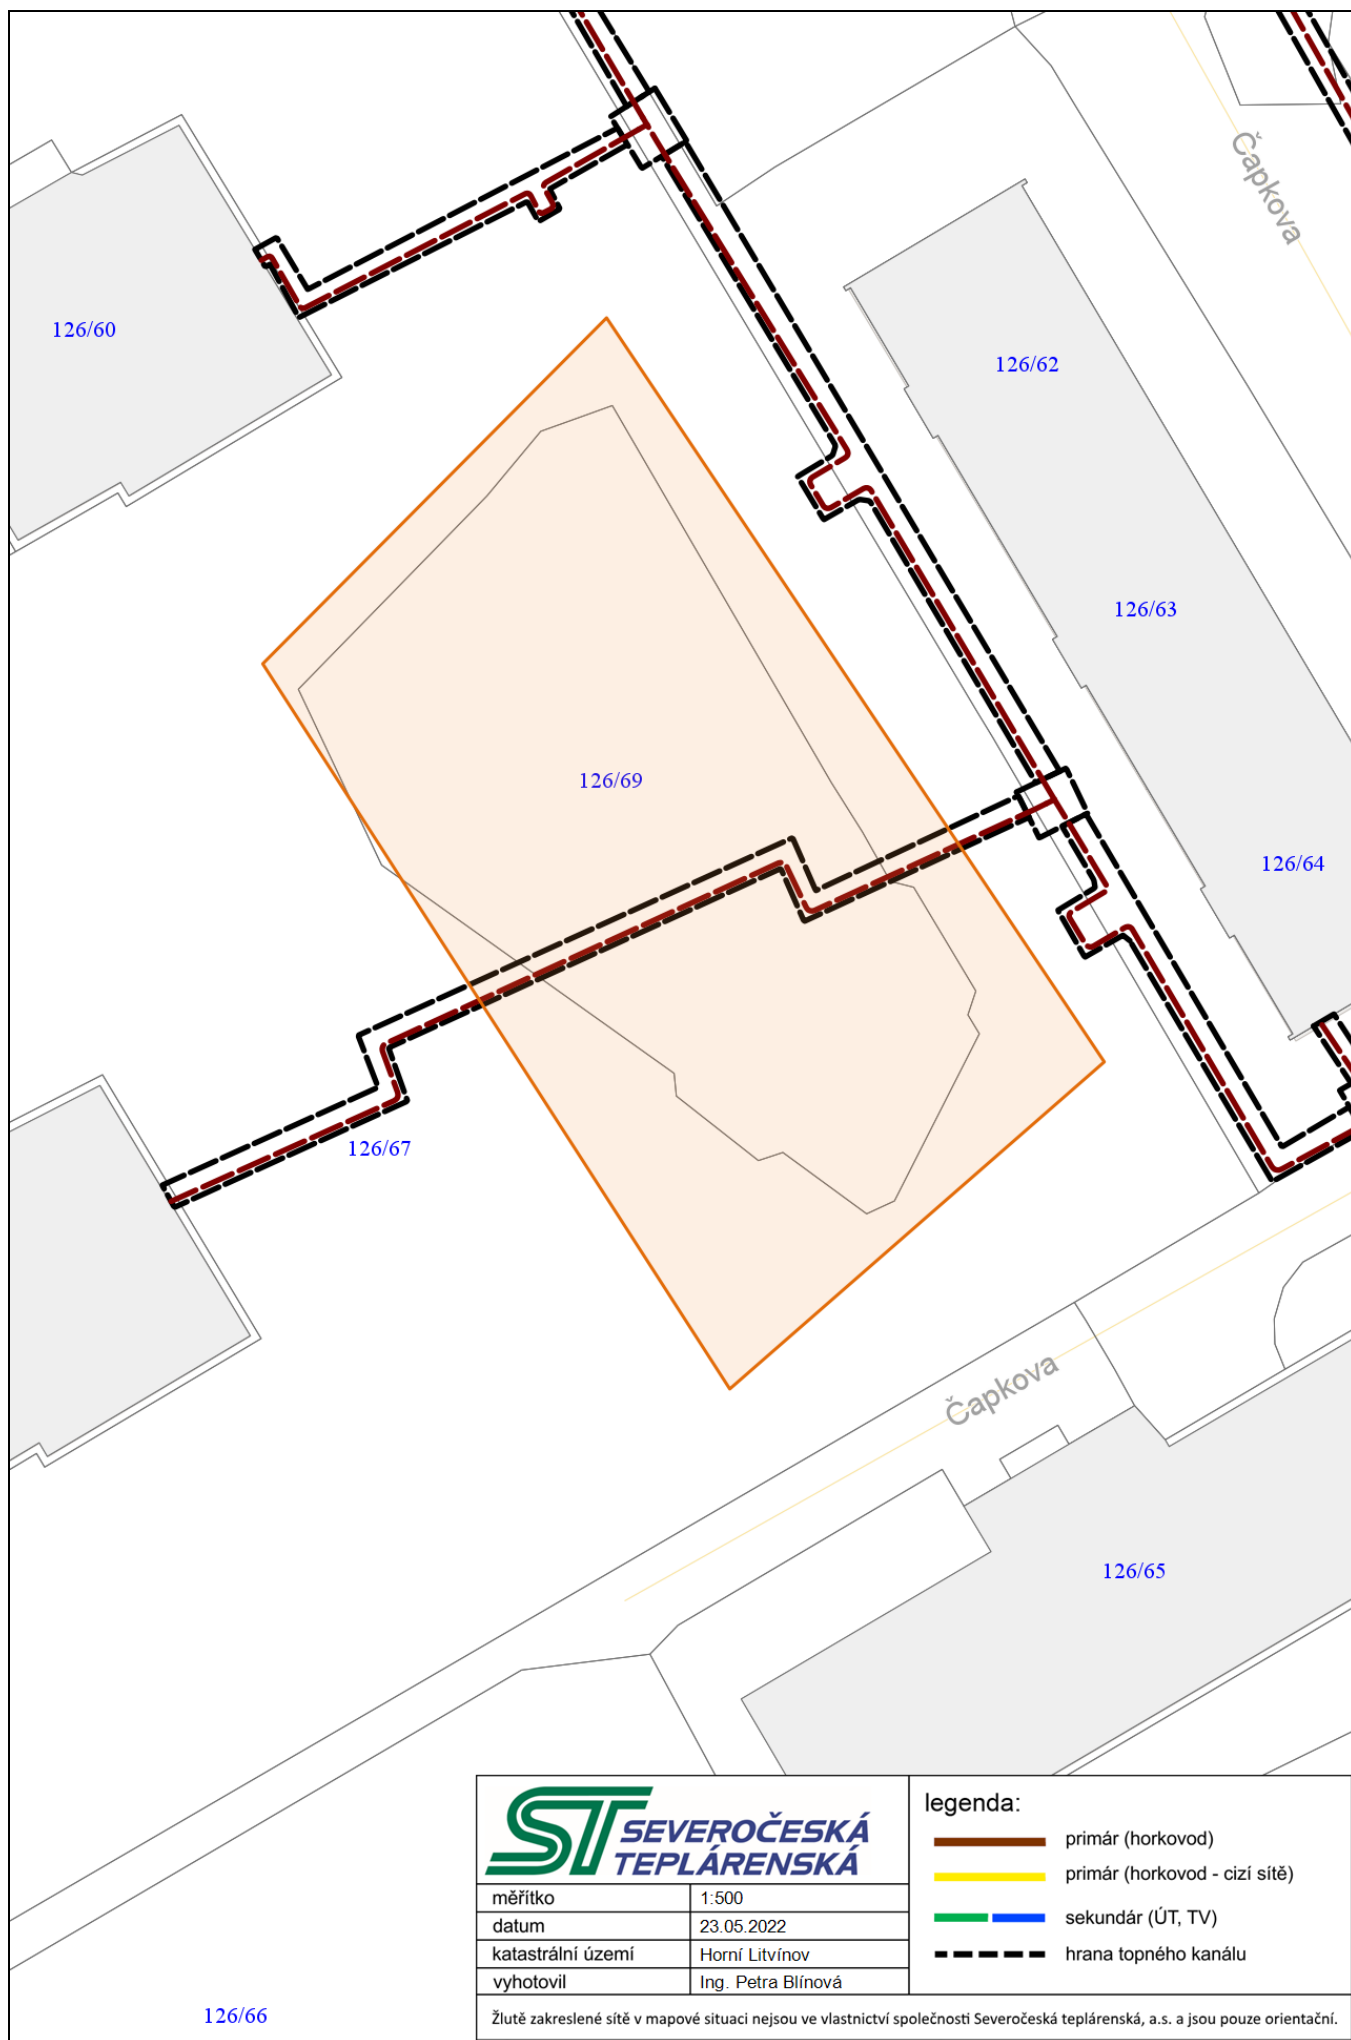 Čapkova
126/60
126/62
126/63
126/69
126/64
126/67
Čapkova
126/65
126/66
ST SEVEROČESKÁ
TEPLÁRENSKÁ
měřítko 1:500
datum 23.05.2022
katastrální území Horní Litvínov
vyhotovil Ing. Petra Blínová
legenda:
primár (horkovod)
primár (horkovod - cizí sítě)
sekundár (ÚT, TV)
hrana topného kanálu
Žlutě zakreslené sítě v mapové situaci nejsou ve vlastnictví společnosti Severočeská teplárenská, a.s. a jsou pouze orientační.